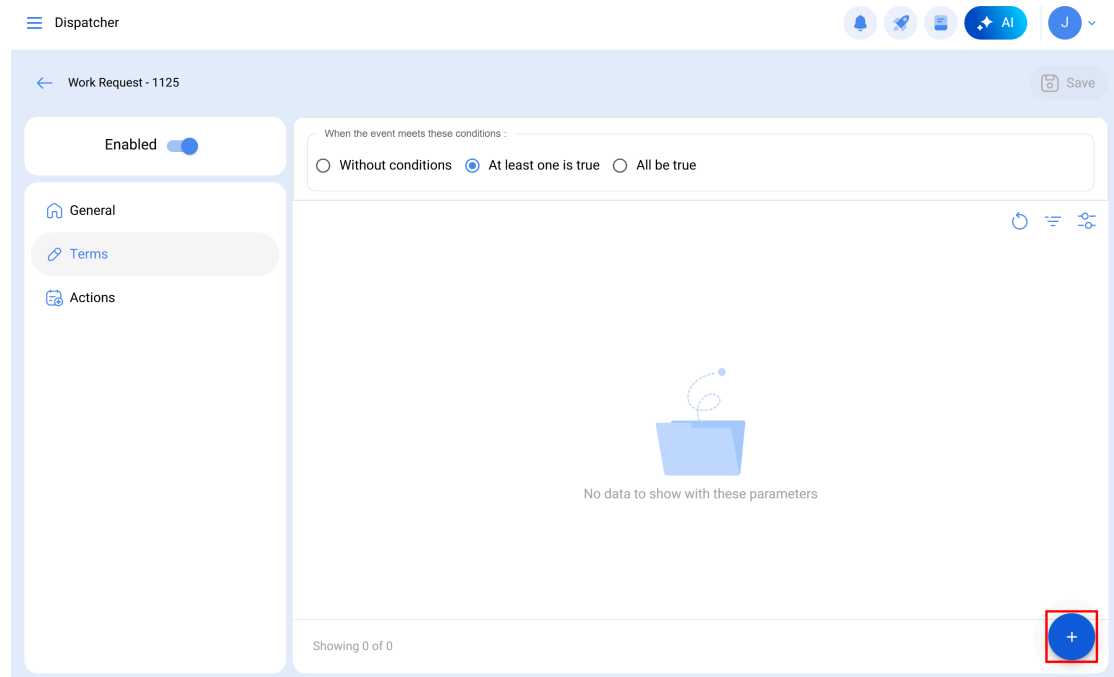 Dispatcher
AI
J
Work Request - 1125
Save
Enabled
General
Terms
Actions
When the event meets these conditions :
Without conditions
At least one is true
All be true
No data to show with these parameters
Showing 0 of 0
+